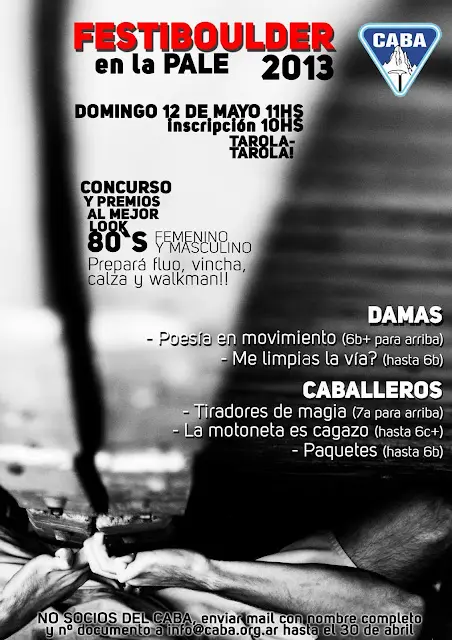 FESTIBOULDER
en la PALE 2013
CABA
DOMINGO 12 DE MAYO 11HS
inscripción 10HS
TAROLA-
TAROLA!
CONCURSO
Y PREMIOS
AL MEJOR
LOOK
80`S FEMENINO
Y MASCULINO
Prepará fluo, vincha,
calza y walkman!!
DAMAS
- Poesía en movimiento (6b+ para arriba)
- Me limpias la vía? (hasta 6b)
CABALLEROS
- Tiradores de magia (7a para arriba)
- La motoneta es cagazo (hasta 6c+)
- Paquetes (hasta 6b)
NO SOCIOS DEL CABA, enviar mail con nombre completo
y nº documento a info@caba.org.ar hasta el 30 de abril